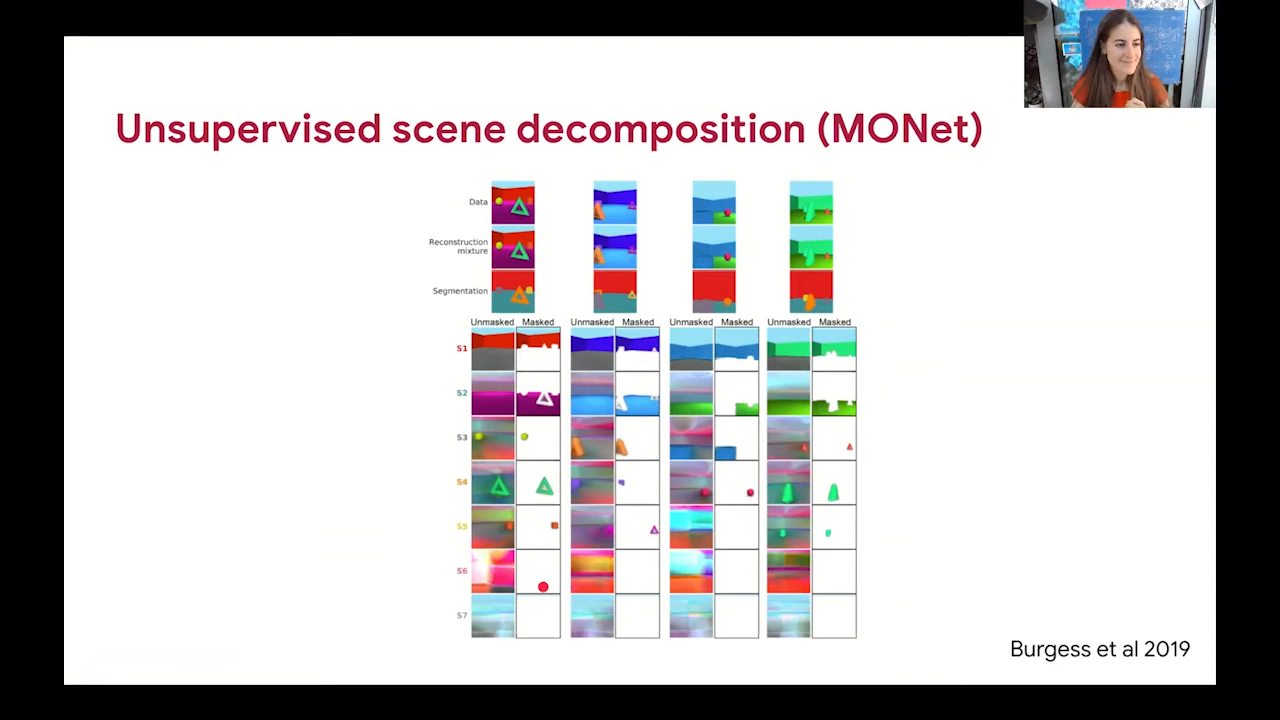 Unsupervised scene decomposition (MONet)
Data
Reconstruction
mixture
Segmentation
Unmasked Masked Unmasked Masked Unmasked Masked Unmasked Masked
S1
S2
S3
S4
S5
S6
S7
Burgess et al 2019